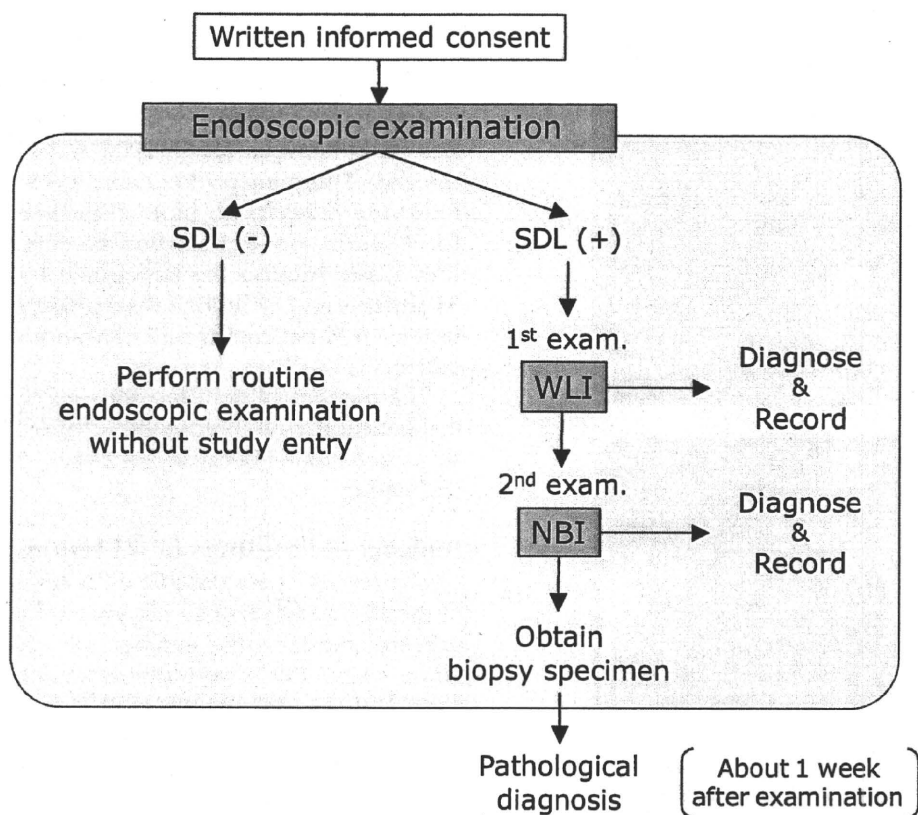 Written informed consent
Endoscopic examination
SDL (-)
SDL (+)
Perform routine
endoscopic examination
without study entry
1st exam.
WLI
Diagnose
&
Record
2nd exam.
NBI
Diagnose
&
Record
Obtain
biopsy specimen
Pathological
diagnosis
About 1 week
after examination